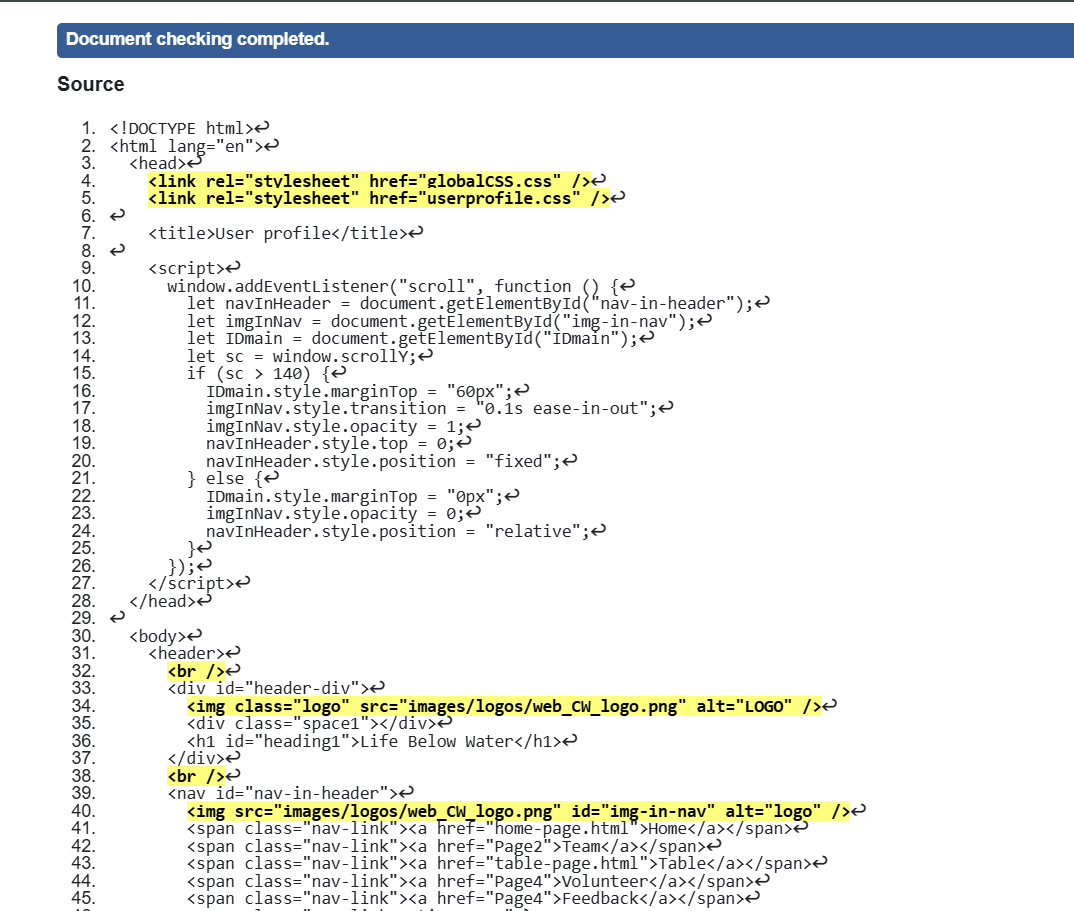 Document checking completed.
Source
1. <!DOCTYPE html>↩
2. <html lang="en">↩
3. <head>↩
4. <link rel="stylesheet" href="globalCSS.css" />↩
5. <link rel="stylesheet" href="userprofile.css" />↩
6. ↩
7. <title>User profile</title>↩
8. ↩
9. <script>↩
10. window.addEventListener("scroll", function () {↩
11. let navInHeader = document.getElementById("nav-in-header");↩
12. let imgInNav = document.getElementById("img-in-nav");↩
13. let IDmain = document.getElementById("IDmain");↩
14. let sc = window.scrollY;↩
15. if (sc > 140) {↩
16. IDmain.style.marginTop = "60px";↩
17. imgInNav.style.transition = "0.1s ease-in-out";↩
18. imgInNav.style.opacity = 1;↩
19. navInHeader.style.top = 0;↩
20. navInHeader.style.position = "fixed";↩
21. } else {↩
22. IDmain.style.marginTop = "0px";↩
23. imgInNav.style.opacity = 0;↩
24. navInHeader.style.position = "relative";↩
25. }↩
26. });↩
27. </script>↩
28. </head>↩
29. ↩
30. <body>↩
31. <header>↩
32. <br />↩
33. <div id="header-div">↩
34. <img class="logo" src="images/logos/web_CW_logo.png" alt="LOGO" />↩
35. <div class="space1"></div>↩
36. <h1 id="heading1">Life Below Water</h1>↩
37. </div>↩
38. <br />↩
39. <nav id="nav-in-header">↩
40. <img src="images/logos/web_CW_logo.png" id="img-in-nav" alt="logo" />↩
41. <span class="nav-link"><a href="home-page.html">Home</a></span>↩
42. <span class="nav-link"><a href="Page2">Team</a></span>↩
43. <span class="nav-link"><a href="table-page.html">Table</a></span>↩
44. <span class="nav-link"><a href="Page4">Volunteer</a></span>↩
45. <span class="nav-link"><a href="Page4">Feedback</a></span>↩